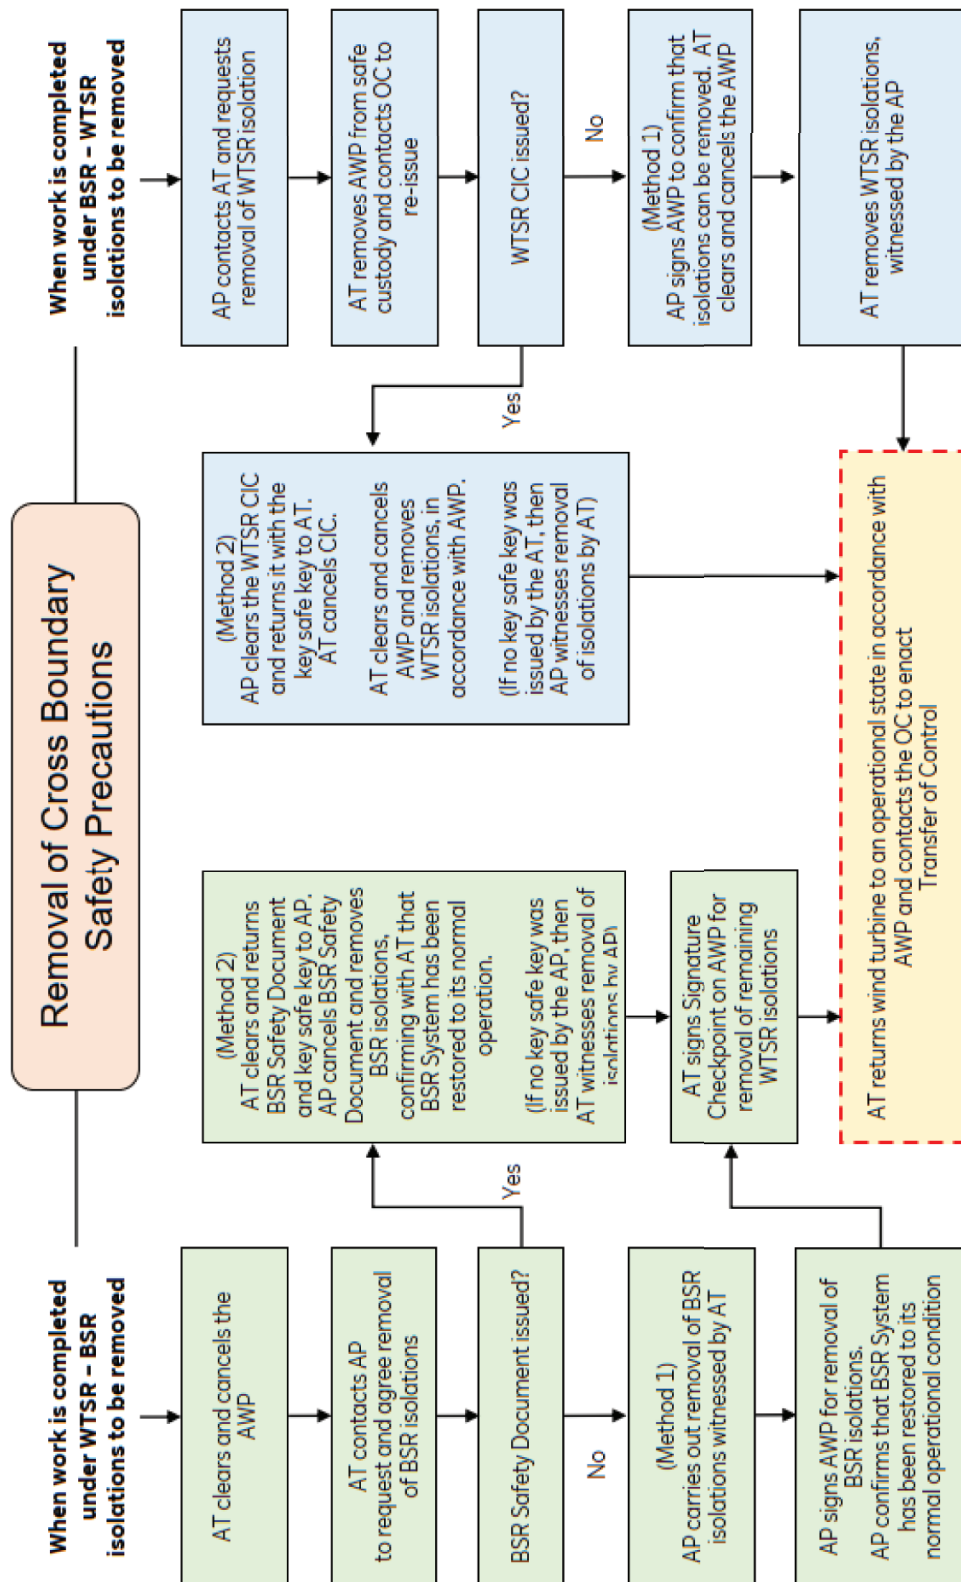 Removal of Cross Boundary
Safety Precautions
When work is completed
under WTSR – BSR
isolations to be removed
AT clears and cancels the
AWP
AT contacts AP
to request and agree removal
of BSR isolations
BSR Safety Document issued?
No
Yes
(Method 1)
AP carries out removal of BSR
isolations witnessed by AT
AP signs AWP for removal of
BSR isolations.
AP confirms that BSR System
has been restored to its
normal operational condition
(Method 2)
AT clears and returns
BSR Safety Document
and key safe key to AP.
AP cancels BSR Safety
Document and removes
BSR isolations,
confirming with AT that
BSR System has been
restored to its normal
operation.
(If no key safe key was
issued by the AP, then
AT witnesses removal of
isolations by AP)
AT signs Signature
Checkpoint on AWP for
removal of remaining
WTSR isolations
When work is completed
under BSR – WTSR
isolations to be removed
AP contacts AT and requests
removal of WTSR isolation
AT removes AWP from safe
custody and contacts OC to
re-issue
WTSR CIC issued?
Yes
No
(Method 2)
AP clears the WTSR CIC
and returns it with the
key safe key to AT.
AT cancels CIC.
AT clears and cancels
AWP and removes
WTSR isolations, in
accordance with AWP.
(If no key safe key was
issued by the AT, then
AP witnesses removal
of isolations by AT)
(Method 1)
AP signs AWP to confirm that
isolations can be removed. AT
clears and cancels the AWP
AT removes WTSR isolations,
witnessed by the AP
AT returns wind turbine to an operational state in accordance with
AWP and contacts the OC to enact
Transfer of Control